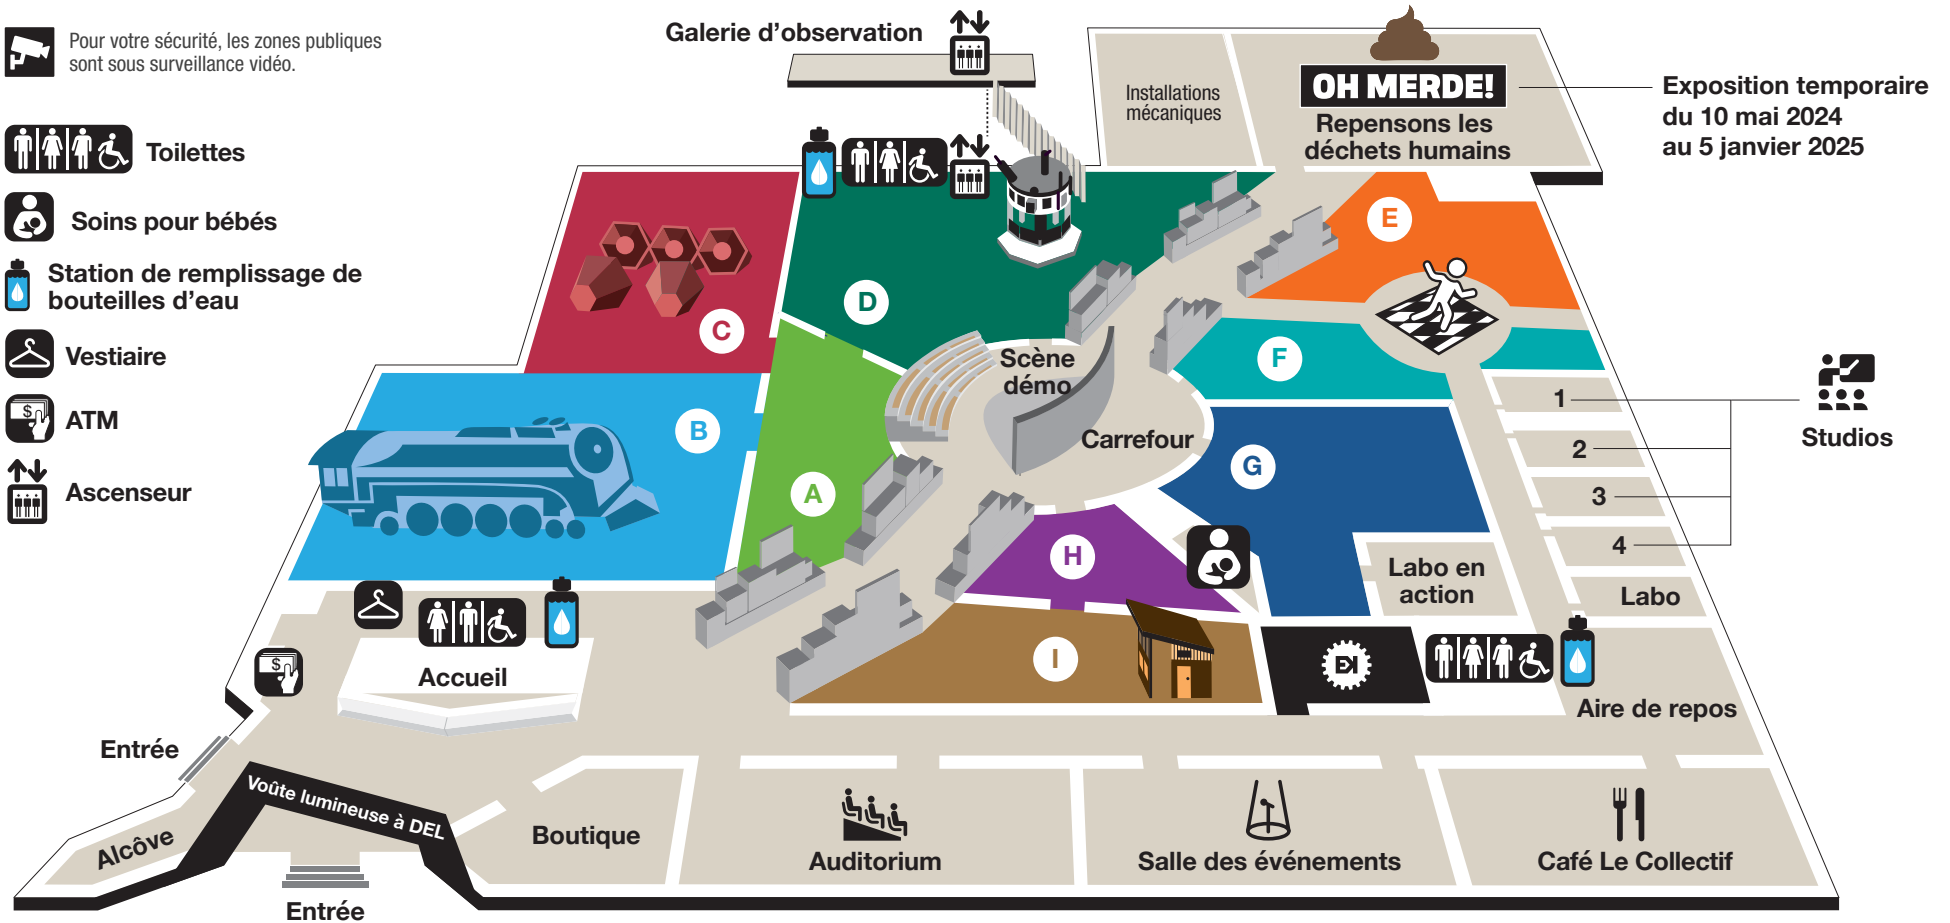 Pour votre sécurité, les zones publiques
sont sous surveillance vidéo.
Toilettes
Soins pour bébés
Station de remplissage de
bouteilles d'eau
Vestiaire
$
ATM
Ascenseur
Galerie d'observation
Installations
mécaniques
OH MERDE!
Repensons les
déchets humains
Exposition temporaire
du 10 mai 2024
au 5 janvier 2025
E
C
D
F
B
A
G
H
I
Scène
démo
Carrefour
1
2
3
4
Studios
Labo en
action
Labo
EK
Aire de repos
$
Accueil
Entrée
Voûte lumineuse à DEL
Alcôve
Entrée
Boutique
Auditorium
Salle des événements
Café Le Collectif